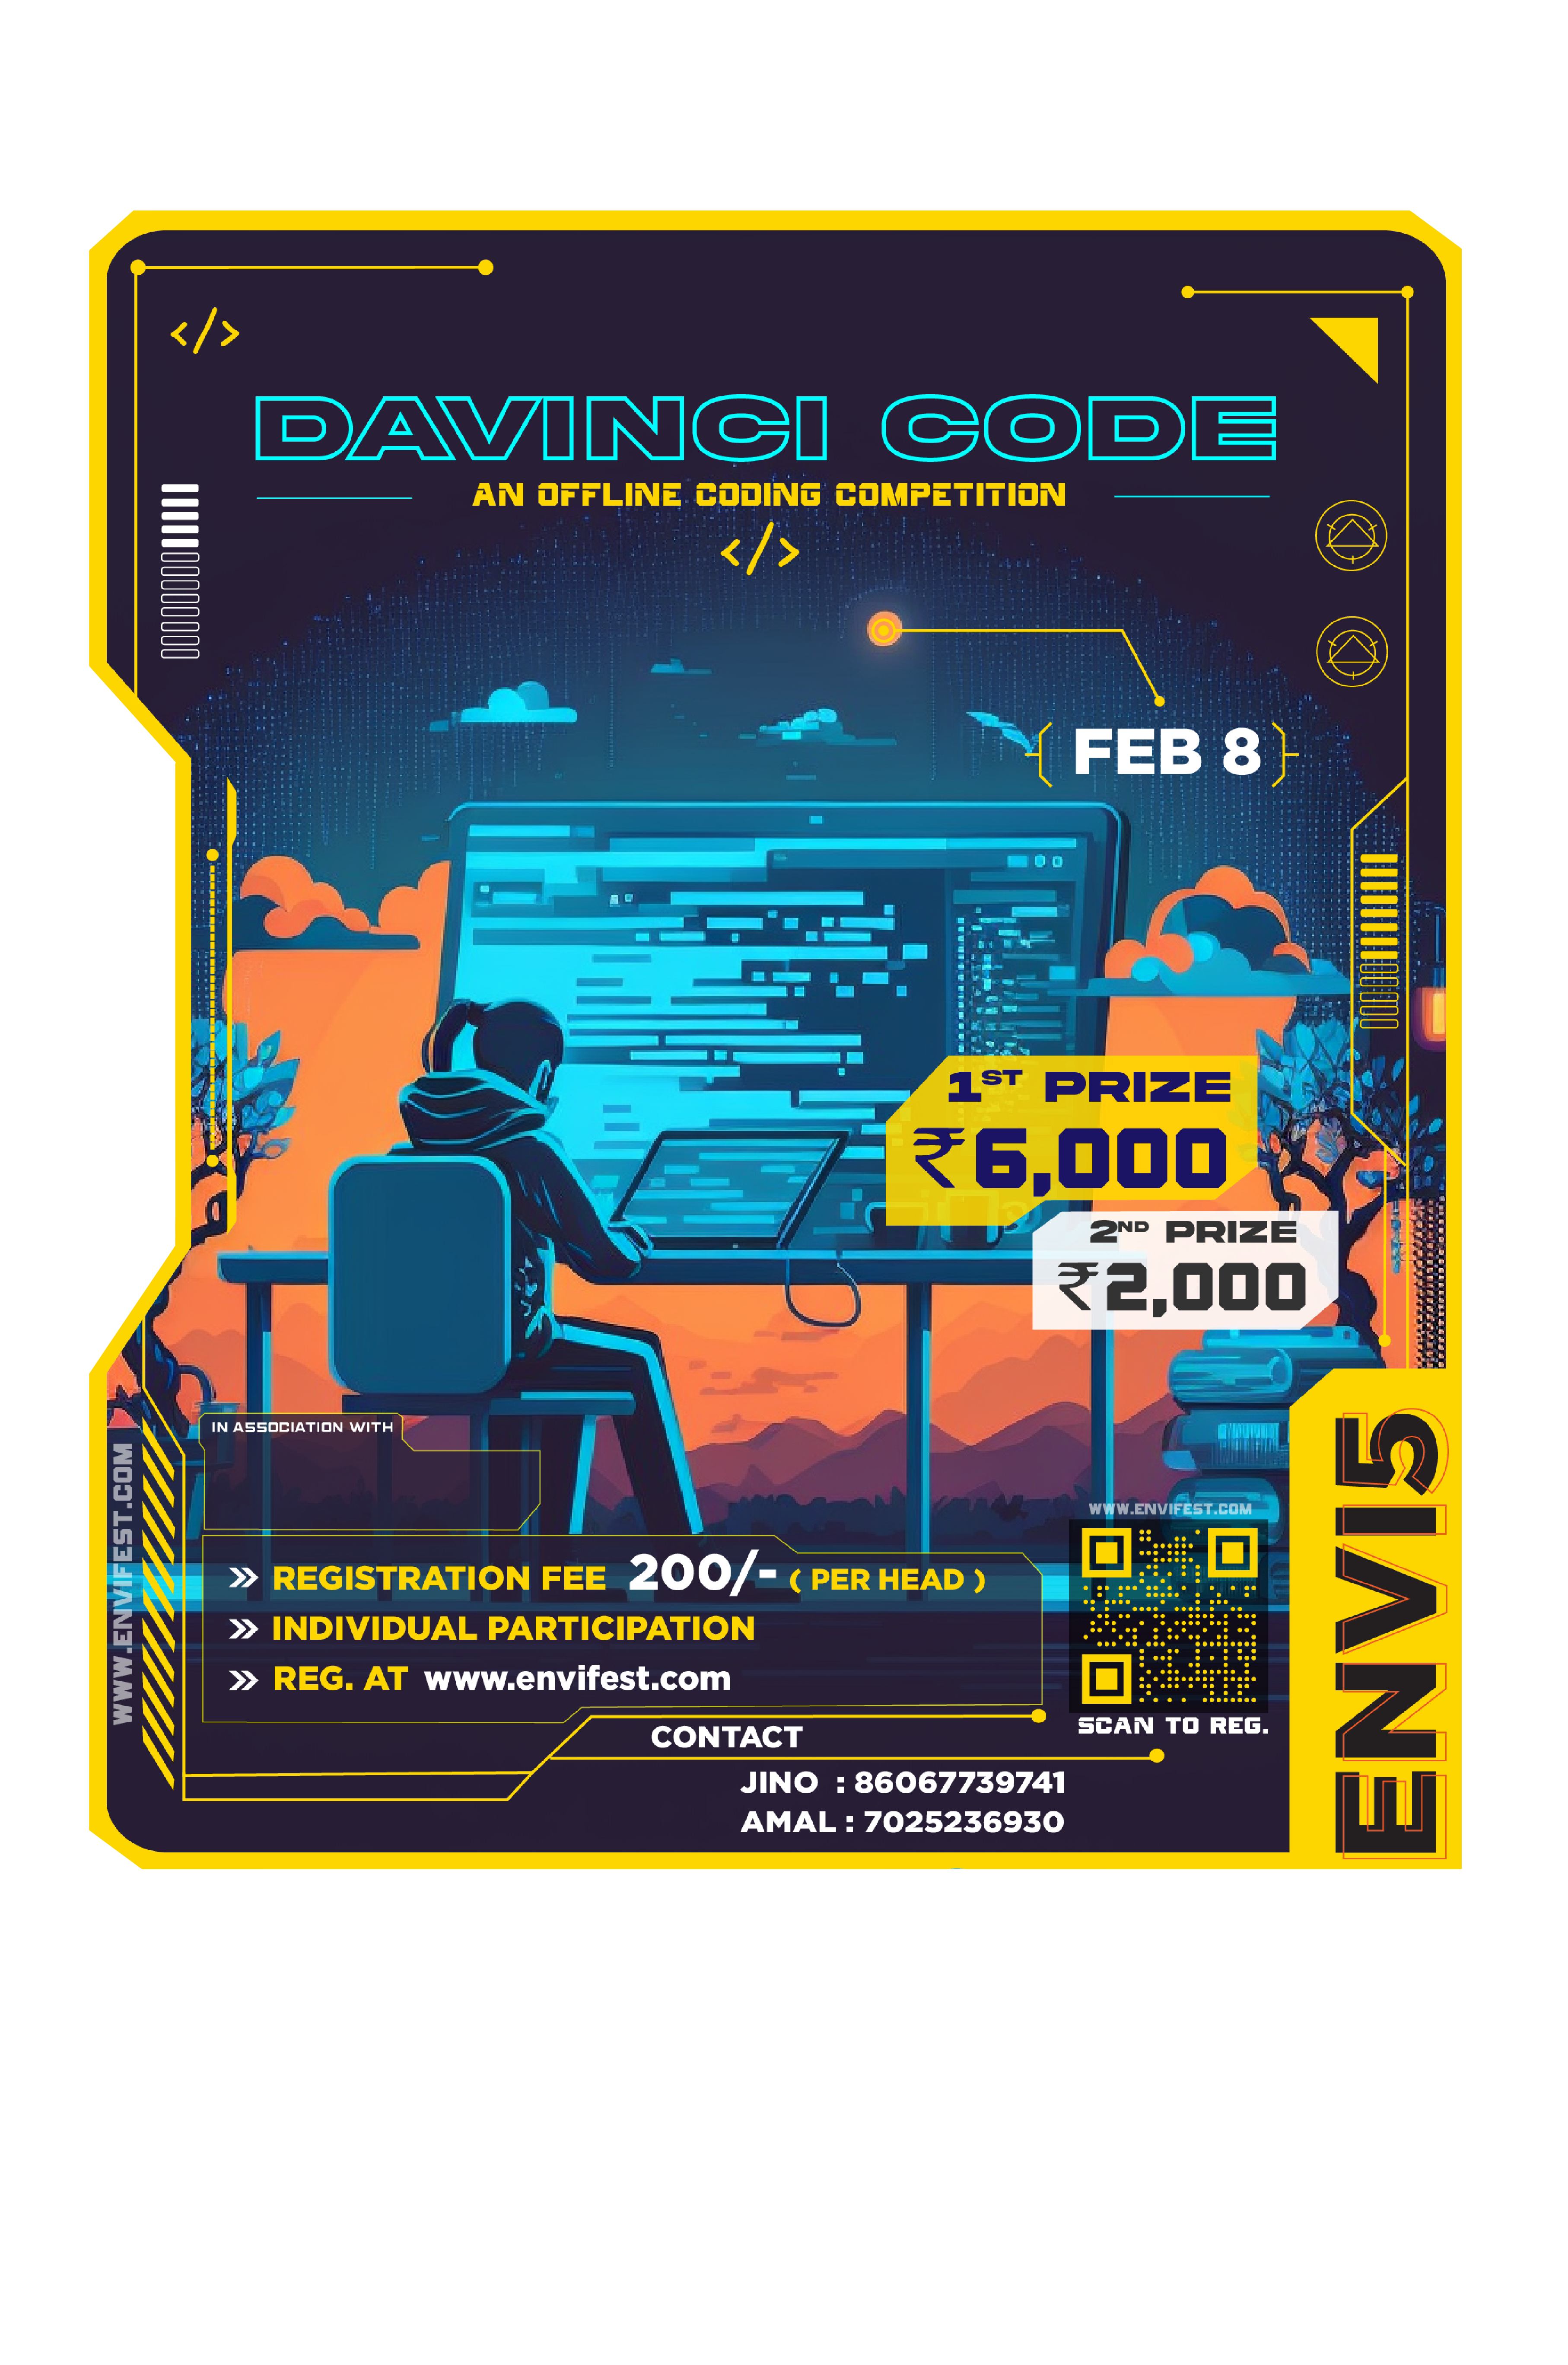 </>
DAVINCI CODE
AN OFFLINE CODING COMPETITION
</>
FEB 8
1ST PRIZE
₹6,000
2ND PRIZE
₹2,000
IN ASSOCIATION WITH
WWW.ENVIFEST.COM
REGISTRATION FEE 200/- ( PER HEAD )
INDIVIDUAL PARTICIPATION
REG. AT www.envifest.com
WWW.ENVIFEST.COM
SCAN TO REG.
CONTACT
JINO : 86067739741
AMAL : 7025236930
ENVI5